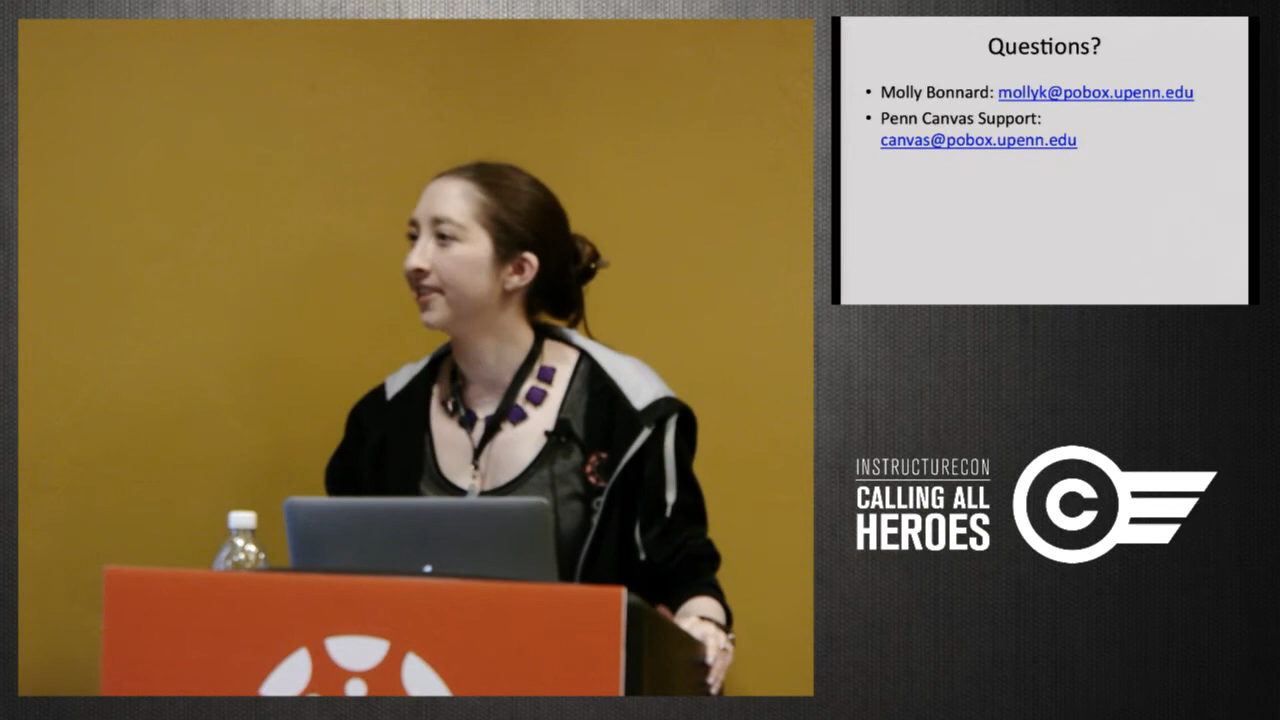 Questions?
• Molly Bonnard: mollyk@pobox.upenn.edu
• Penn Canvas Support:
canvas@pobox.upenn.edu
INSTRUCTURECON
CALLING ALL
HEROES
C